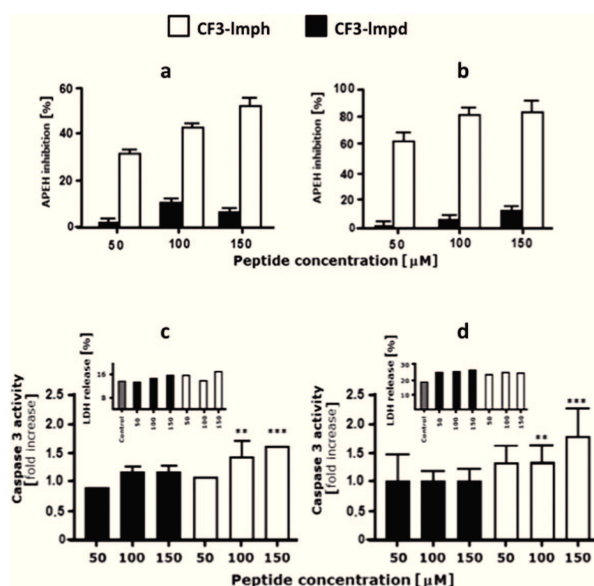 CF3-lmph CF3-lmpd
a
b
APEH inhibition [%]
60
40
20
0
50 100 150
APEH inhibition [%]
100
80
60
40
20
0
50 100 150
Peptide concentration [μM]
c
d
LDH release [%]
16
8
Control 50 100 150 50 100 150
Caspase 3 activity
[fold increase]
2.5
2.0
1.5
1.0
0.5
0
** ***
50 100 150 50 100 150
LDH release [%]
30
20
10
Control 50 100 150 50 100 150
Caspase 3 activity
[fold increase]
2.5
2.0
1.5
1.0
0.5
0
** ***
50 100 150 50 100 150
Peptide concentration [μM]